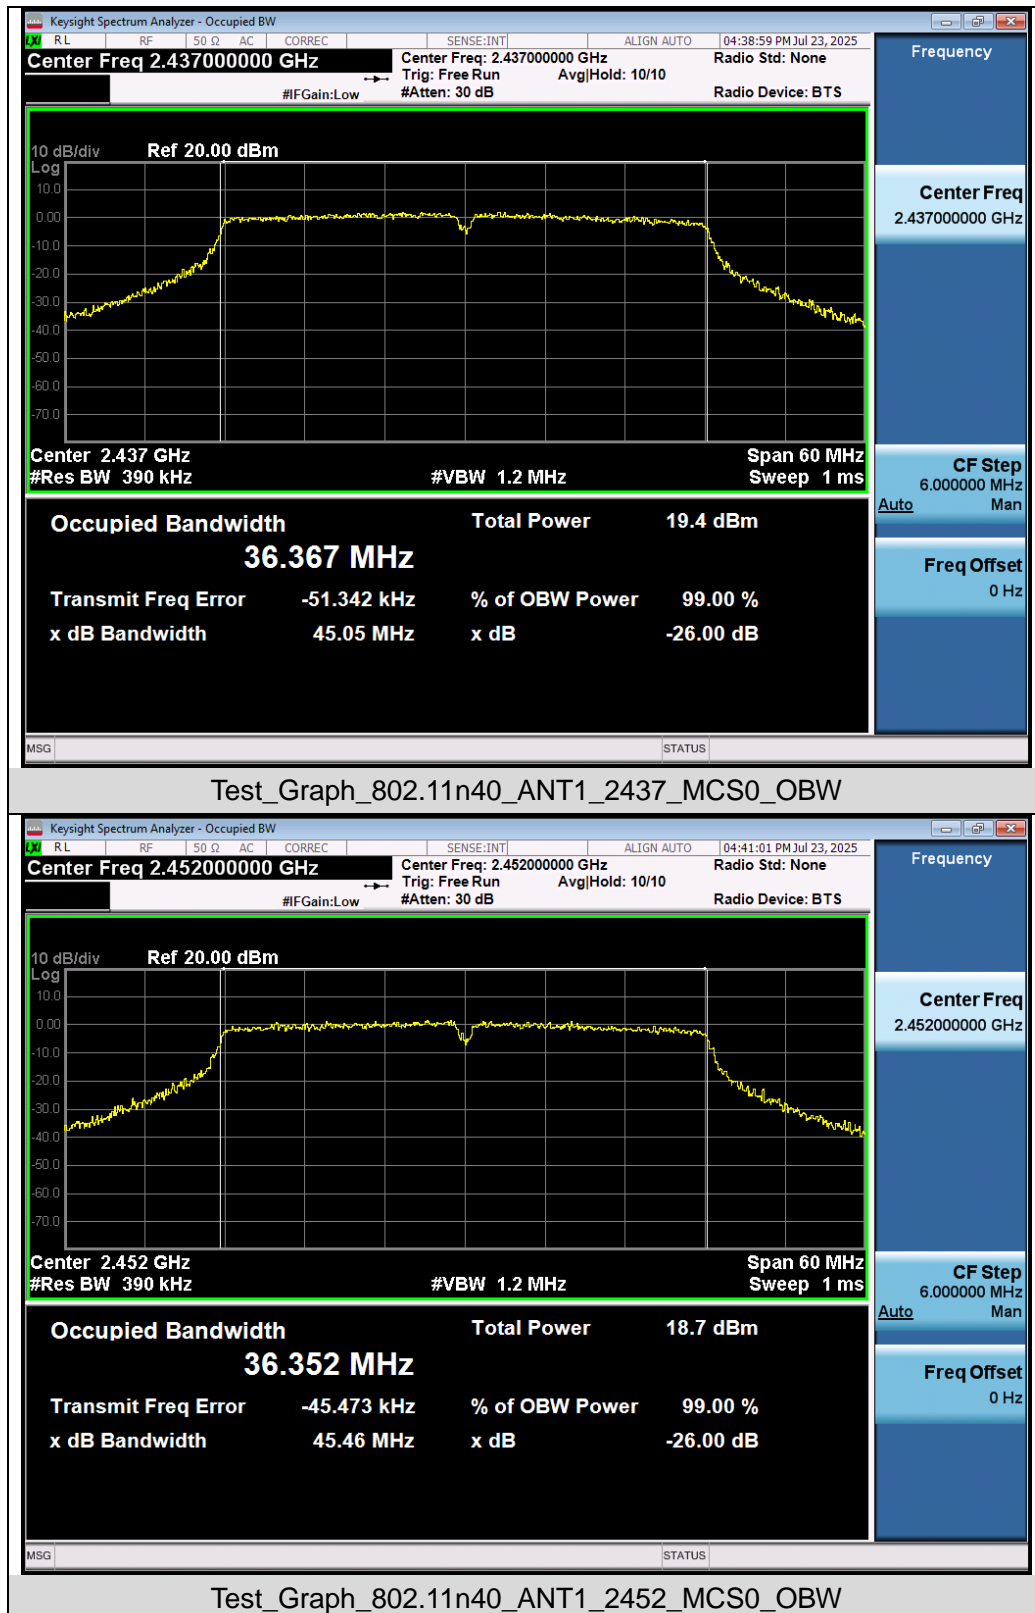 Keysight Spectrum Analyzer - Occupied BW
LXI RL RF 50 Ω AC CORREC SENSE:INT ALIGN AUTO 04:38:59 PM Jul 23, 2025
Center Freq 2.437000000 GHz
Center Freq: 2.437000000 GHz
Radio Std: None
Trig: Free Run Avg|Hold: 10/10
#IFGain:Low
#Atten: 30 dB
Radio Device: BTS
Frequency
10 dB/div Ref 20.00 dBm
Log
10.0
0.00
-10.0
-20.0
-30.0
-40.0
-50.0
-60.0
-70.0
Center Freq
2.437000000 GHz
Center 2.437 GHz Span 60 MHz
#Res BW 390 kHz #VBW 1.2 MHz Sweep 1 ms
CF Step
6.000000 MHz
Auto Man
Occupied Bandwidth Total Power 19.4 dBm
36.367 MHz
Transmit Freq Error -51.342 kHz % of OBW Power 99.00 %
x dB Bandwidth 45.05 MHz x dB -26.00 dB
Freq Offset
0 Hz
MSG STATUS
Test_Graph_802.11n40_ANT1_2437_MCS0_OBW
Keysight Spectrum Analyzer - Occupied BW
LXI RL RF 50 Ω AC CORREC SENSE:INT ALIGN AUTO 04:41:01 PM Jul 23, 2025
Center Freq 2.452000000 GHz
Center Freq: 2.452000000 GHz
Radio Std: None
Trig: Free Run Avg|Hold: 10/10
#IFGain:Low
#Atten: 30 dB
Radio Device: BTS
Frequency
10 dB/div Ref 20.00 dBm
Log
10.0
0.00
-10.0
-20.0
-30.0
-40.0
-50.0
-60.0
-70.0
Center Freq
2.452000000 GHz
Center 2.452 GHz Span 60 MHz
#Res BW 390 kHz #VBW 1.2 MHz Sweep 1 ms
CF Step
6.000000 MHz
Auto Man
Occupied Bandwidth Total Power 18.7 dBm
36.352 MHz
Transmit Freq Error -45.473 kHz % of OBW Power 99.00 %
x dB Bandwidth 45.46 MHz x dB -26.00 dB
Freq Offset
0 Hz
MSG STATUS
Test_Graph_802.11n40_ANT1_2452_MCS0_OBW